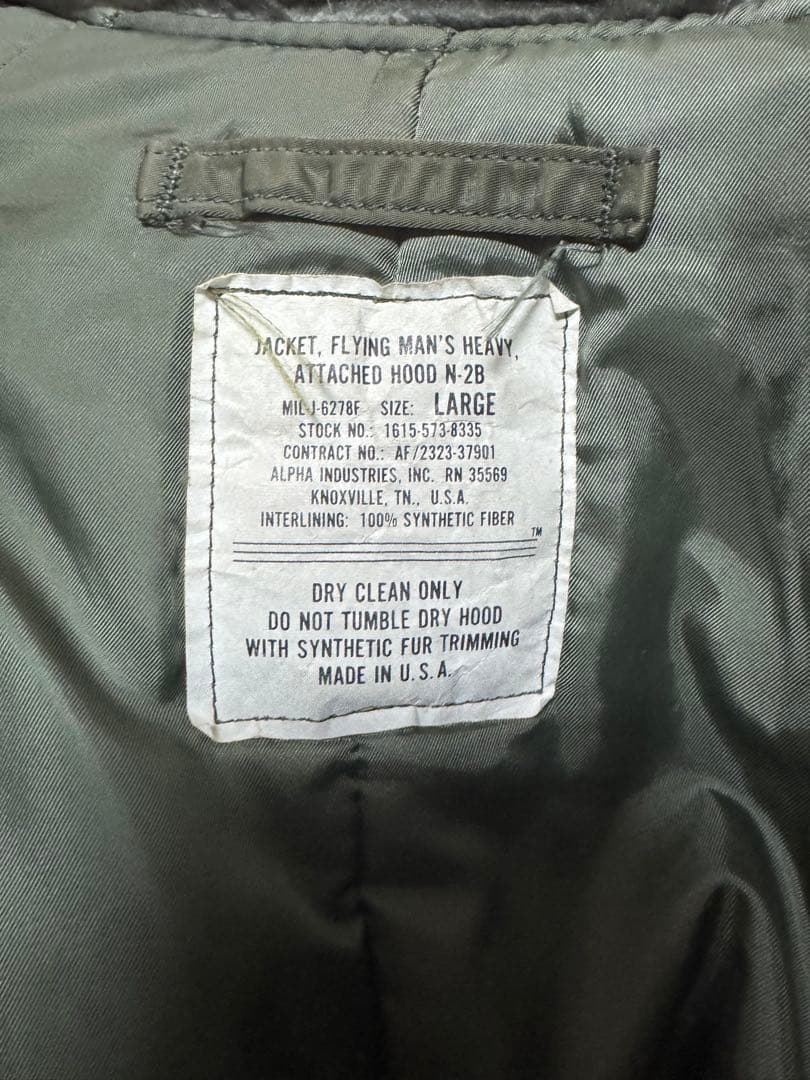 JACKET, FLYING MAN'S HEAVY,
ATTACHED HOOD N-2B
MIL-J-6278F SIZE: LARGE
STOCK NO.: 1615-573-8335
CONTRACT NO.: AF/2323-37901
ALPHA INDUSTRIES, INC. RN 35569
KNOXVILLE, TN., U.S.A.
INTERLINING: 100% SYNTHETIC FIBER
TM
DRY CLEAN ONLY
DO NOT TUMBLE DRY HOOD
WITH SYNTHETIC FUR TRIMMING
MADE IN U.S.A.